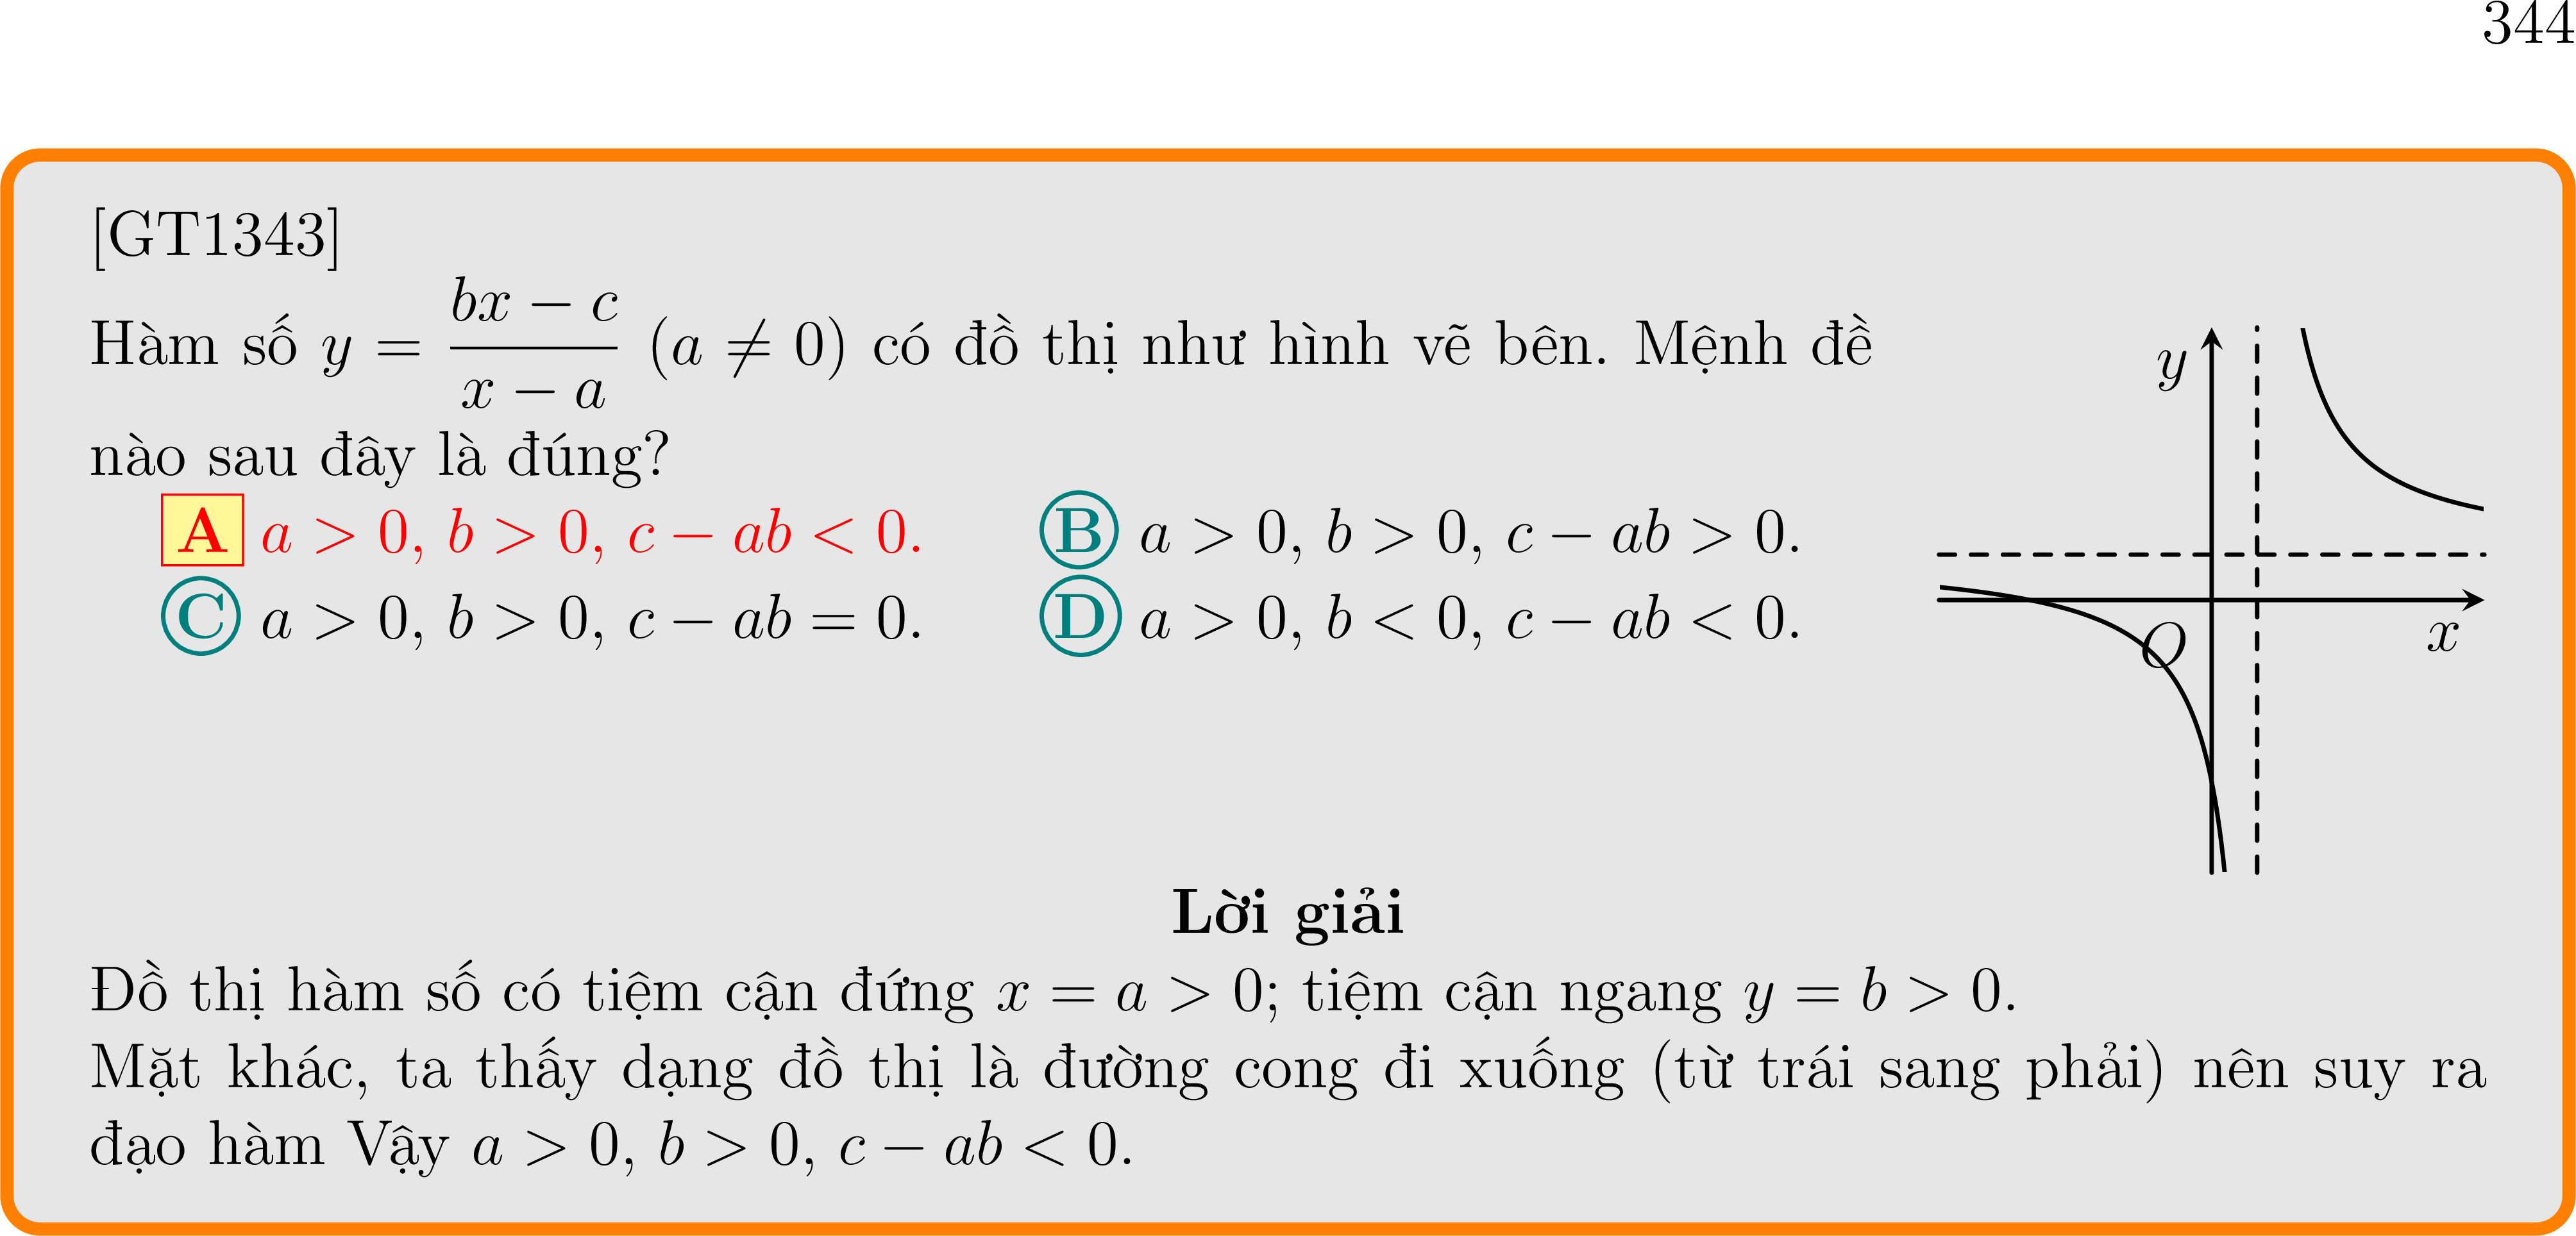 344
[GT1343]
Hàm số y = \frac{bx − c}{x − a} (a ≠ 0) có đồ thị như hình vẽ bên. Mệnh đề
nào sau đây là đúng?
A a > 0, b > 0, c − ab < 0. B a > 0, b > 0, c − ab > 0.
C a > 0, b > 0, c − ab = 0. D a > 0, b < 0, c − ab < 0.
y
x
O
Lời giải
Đồ thị hàm số có tiệm cận đứng x = a > 0; tiệm cận ngang y = b > 0.
Mặt khác, ta thấy dạng đồ thị là đường cong đi xuống (từ trái sang phải) nên suy ra
đạo hàm Vậy a > 0, b > 0, c − ab < 0.